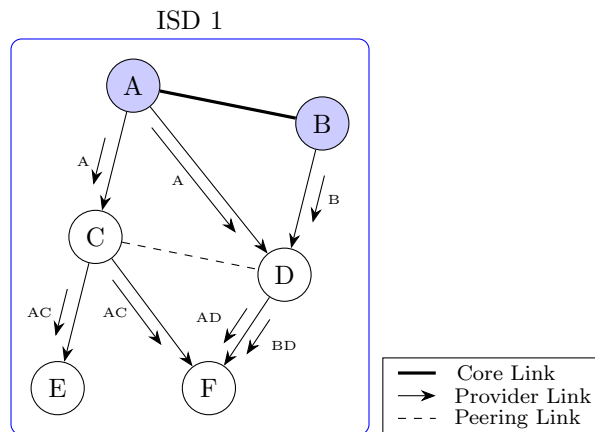 ISD 1
A
B
A
A
B
C
D
AC
AC
AD
BD
E
F
Core Link
Provider Link
Peering Link